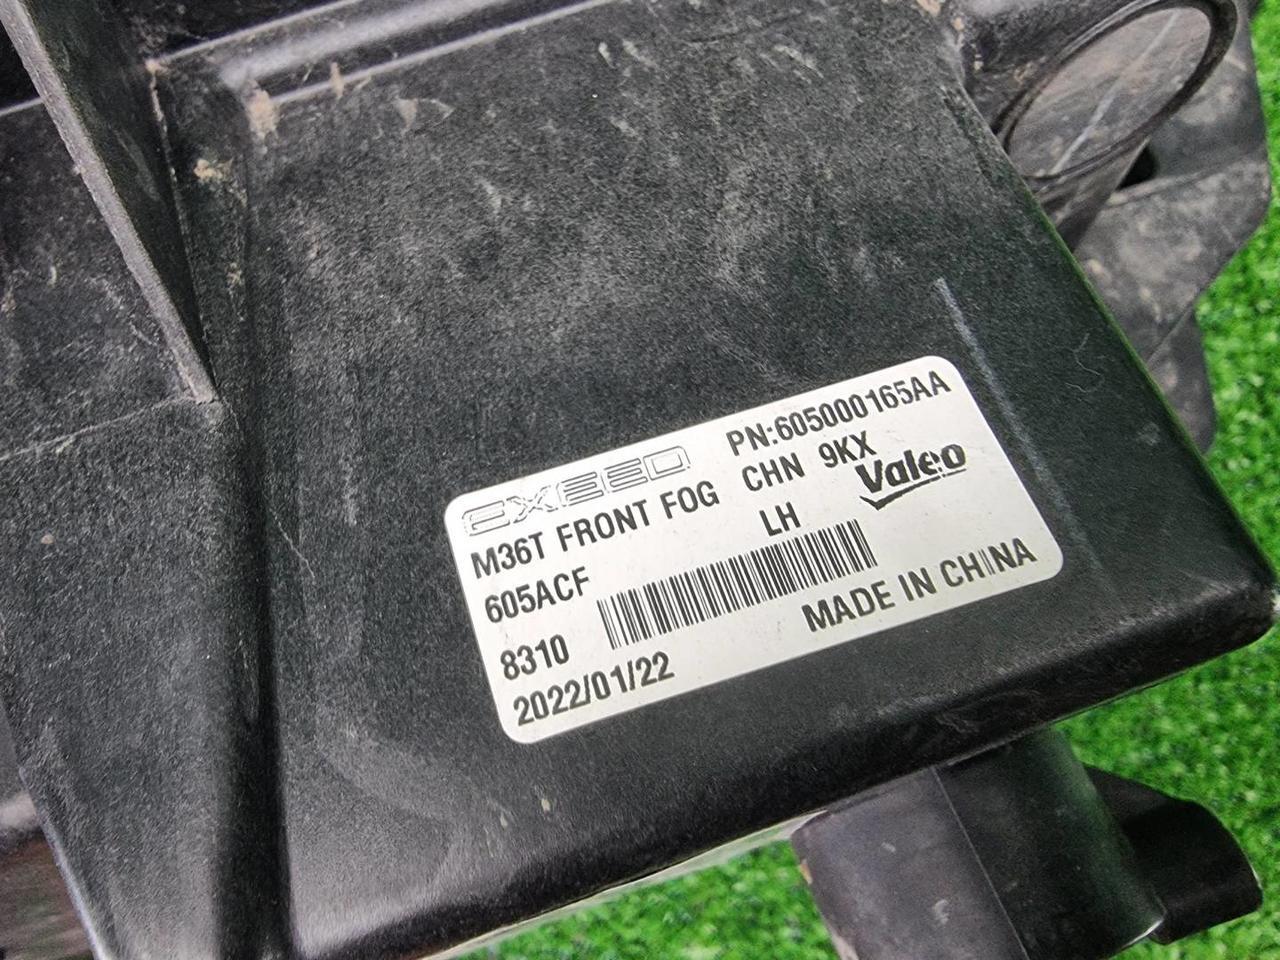 EXEED PN:605000165AA
M36T FRONT FOG CHN 9KX
605ACF LH Valeo
8310 MADE IN CHINA
2022/01/22